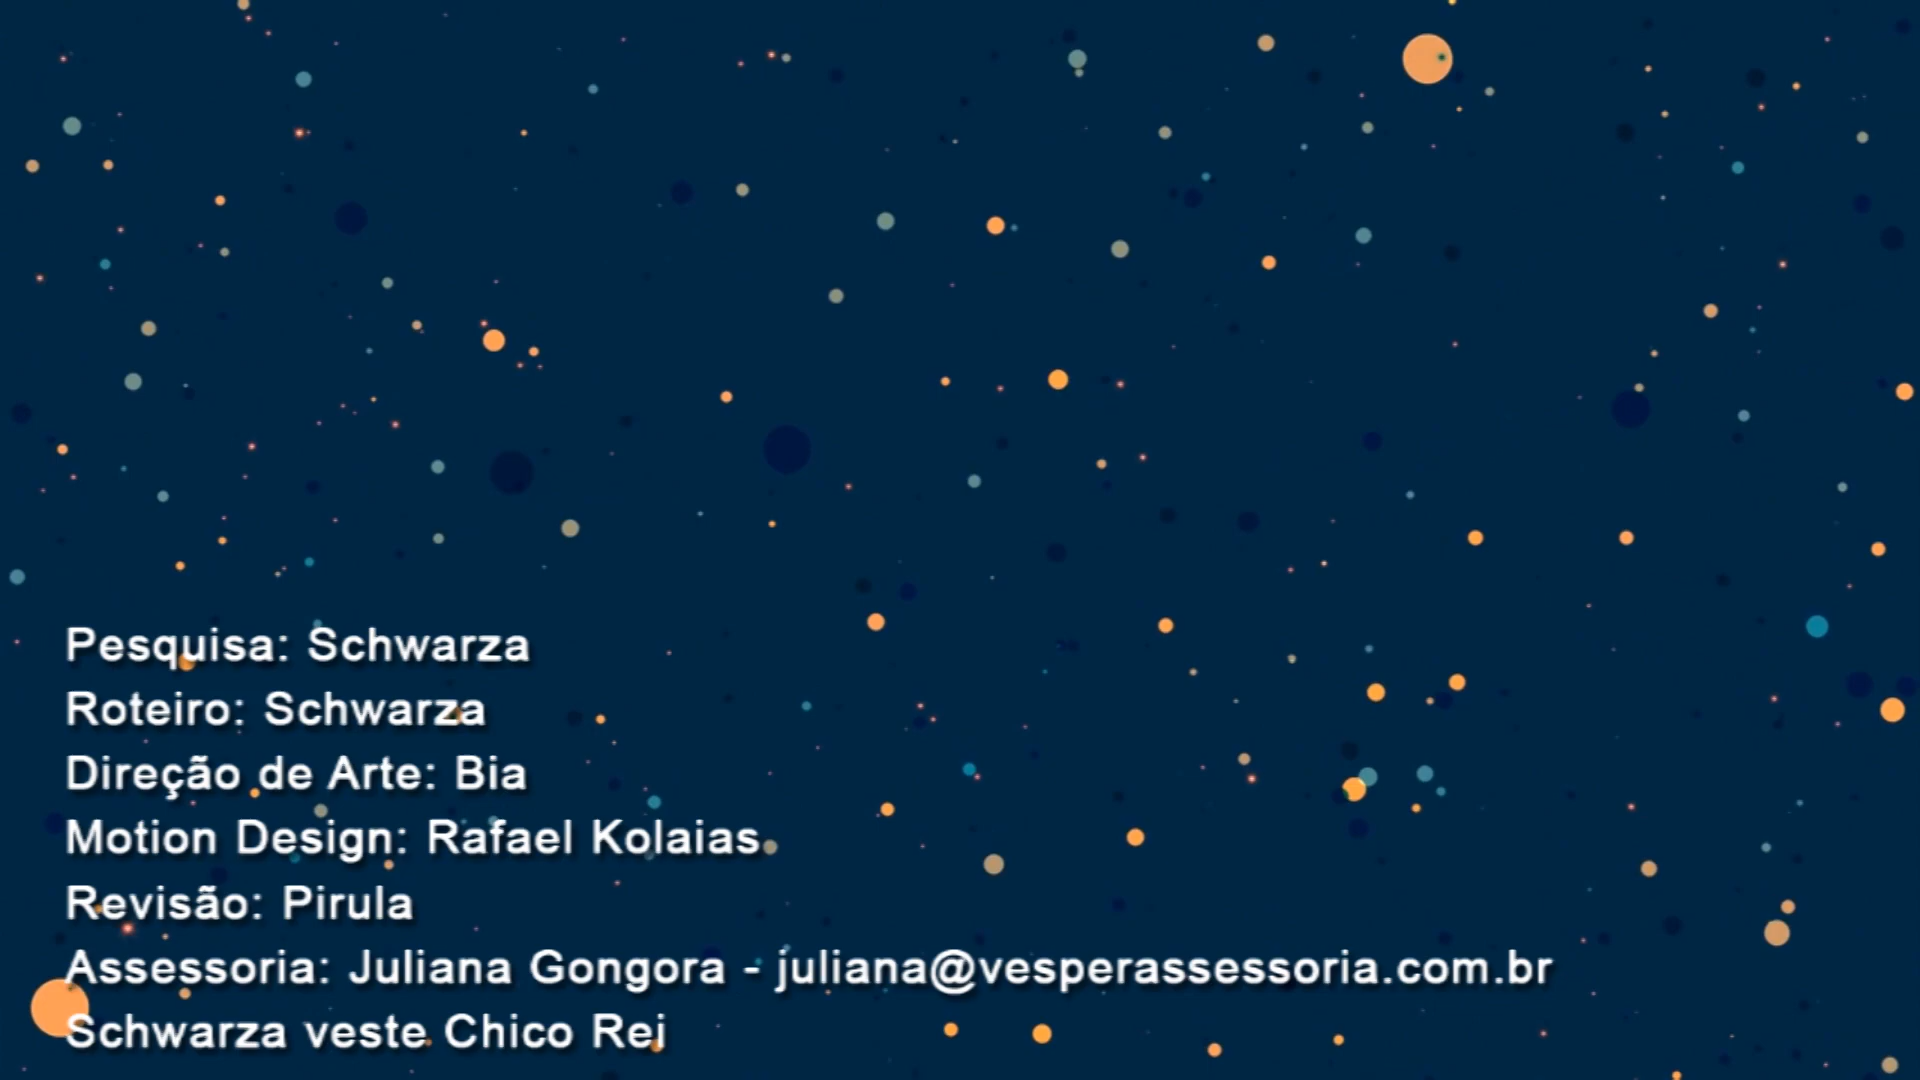 Pesquisa: Schwarza
Roteiro: Schwarza
Direção de Arte: Bia
Motion Design: Rafael Kolaias
Revisão: Pirula
Assessoria: Juliana Gongora - juliana@vesperassessoria.com.br
Schwarza veste Chico Rei